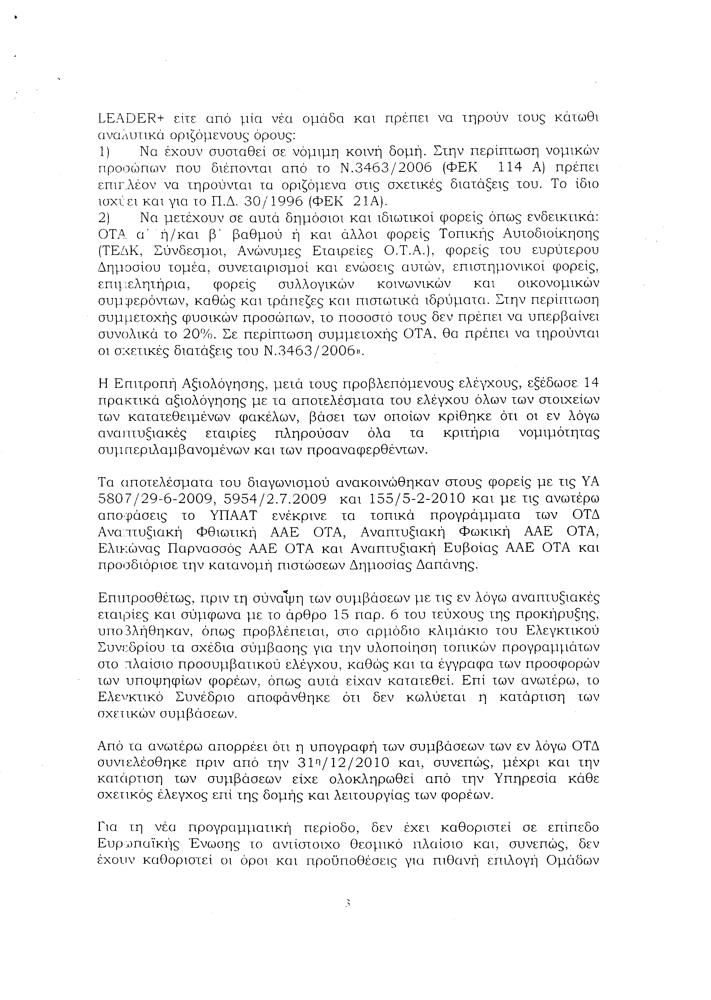 LEADER+ είτε από μία νέα ομάδα και πρέπει να τηρούν τους κάτωθι
αναλυτικά οριζόμενους όρους:
1) Να έχουν συσταθεί σε νόμιμη κοινή δομή. Στην περίπτωση νομικών
προσώπων που διέπονται από το Ν.3463/2006 (ΦΕΚ 114 Α) πρέπει
επιπλέον να τηρούνται τα οριζόμενα στις σχετικές διατάξεις του. Το ίδιο
ισχύει και για το Π.Δ. 30/1996 (ΦΕΚ 21Α).
2) Να μετέχουν σε αυτά δημόσιοι και ιδιωτικοί φορείς όπως ενδεικτικά:
ΟΤΑ α' ή/και β' βαθμού ή και άλλοι φορείς Τοπικής Αυτοδιοίκησης
(ΤΕΔΚ, Σύνδεσμοι, Ανώνυμες Εταιρείες Ο.Τ.Α.), φορείς του ευρύτερου
Δημοσίου τομέα, συνεταιρισμοί και ενώσεις αυτών, επιστημονικοί φορείς,
επιμελητήρια, φορείς συλλογικών κοινωνικών και οικονομικών
συμφερόντων, καθώς και τράπεζες και πιστωτικά ιδρύματα. Στην περίπτωση
συμμετοχής φυσικών προσώπων, το ποσοστό τους δεν πρέπει να υπερβαίνει
συνολικά το 20%. Σε περίπτωση συμμετοχής ΟΤΑ, θα πρέπει να τηρούνται
οι σχετικές διατάξεις του Ν.3463/2006».
Η Επιτροπή Αξιολόγησης, μετά τους προβλεπόμενους ελέγχους, εξέδωσε 14
πρακτικά αξιολόγησης με τα αποτελέσματα του ελέγχου όλων των στοιχείων
των κατατεθειμένων φακέλων, βάσει των οποίων κρίθηκε ότι οι εν λόγω
αναπτυξιακές εταιρίες πληρούσαν όλα τα κριτήρια νομιμότητας
συμπεριλαμβανομένων και των προαναφερθέντων.
Τα αποτελέσματα του διαγωνισμού ανακοινώθηκαν στους φορείς με τις ΥΑ
5807/29-6-2009, 5954/2.7.2009 και 155/5-2-2010 και με τις ανωτέρω
αποφάσεις το ΥΠΑΑΤ ενέκρινε τα τοπικά προγράμματα των ΟΤΔ
Αναπτυξιακή Φθιωτική ΑΑΕ ΟΤΑ, Αναπτυξιακή Φωκική ΑΑΕ ΟΤΑ,
Ελικώνας Παρνασσός ΑΑΕ ΟΤΑ και Αναπτυξιακή Ευβοίας ΑΑΕ ΟΤΑ και
προσδιόρισε την κατανομή πιστώσεων Δημοσίας Δαπάνης.
Επιπροσθέτως, πριν τη σύναψη των συμβάσεων με τις εν λόγω αναπτυξιακές
εταιρίες και σύμφωνα με το άρθρο 15 παρ. 6 του τεύχους της προκήρυξης,
υποβλήθηκαν, όπως προβλέπεται, στο αρμόδιο κλιμάκιο του Ελεγκτικού
Συνεδρίου τα σχέδια σύμβασης για την υλοποίηση τοπικών προγραμμάτων
στο πλαίσιο προσυμβατικού ελέγχου, καθώς και τα έγγραφα των προσφορών
των υποψηφίων φορέων, όπως αυτά είχαν κατατεθεί. Επί των ανωτέρω, το
Ελεγκτικό Συνέδριο αποφάνθηκε ότι δεν κωλύεται η κατάρτιση των
σχετικών συμβάσεων.
Από τα ανωτέρω απορρέει ότι η υπογραφή των συμβάσεων των εν λόγω ΟΤΔ
συντελέσθηκε πριν από την 31η/12/2010 και, συνεπώς, μέχρι και την
κατάρτιση των συμβάσεων είχε ολοκληρωθεί από την Υπηρεσία κάθε
σχετικός έλεγχος επί της δομής και λειτουργίας των φορέων.
Για τη νέα προγραμματική περίοδο, δεν έχει καθοριστεί σε επίπεδο
Ευρωπαϊκής Ένωσης το αντίστοιχο θεσμικό πλαίσιο και, συνεπώς, δεν
έχουν καθοριστεί οι όροι και προϋποθέσεις για πιθανή επιλογή Ομάδων
3